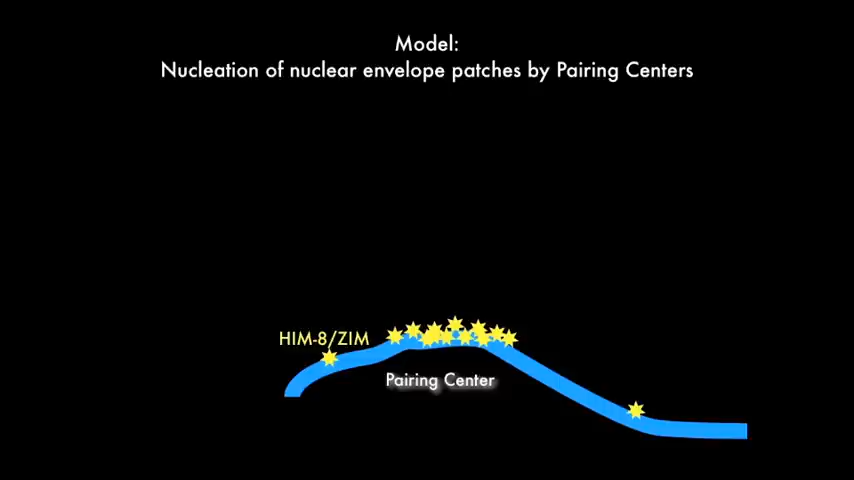 Model:
Nucleation of nuclear envelope patches by Pairing Centers
HIM-8/ZIM
Pairing Center